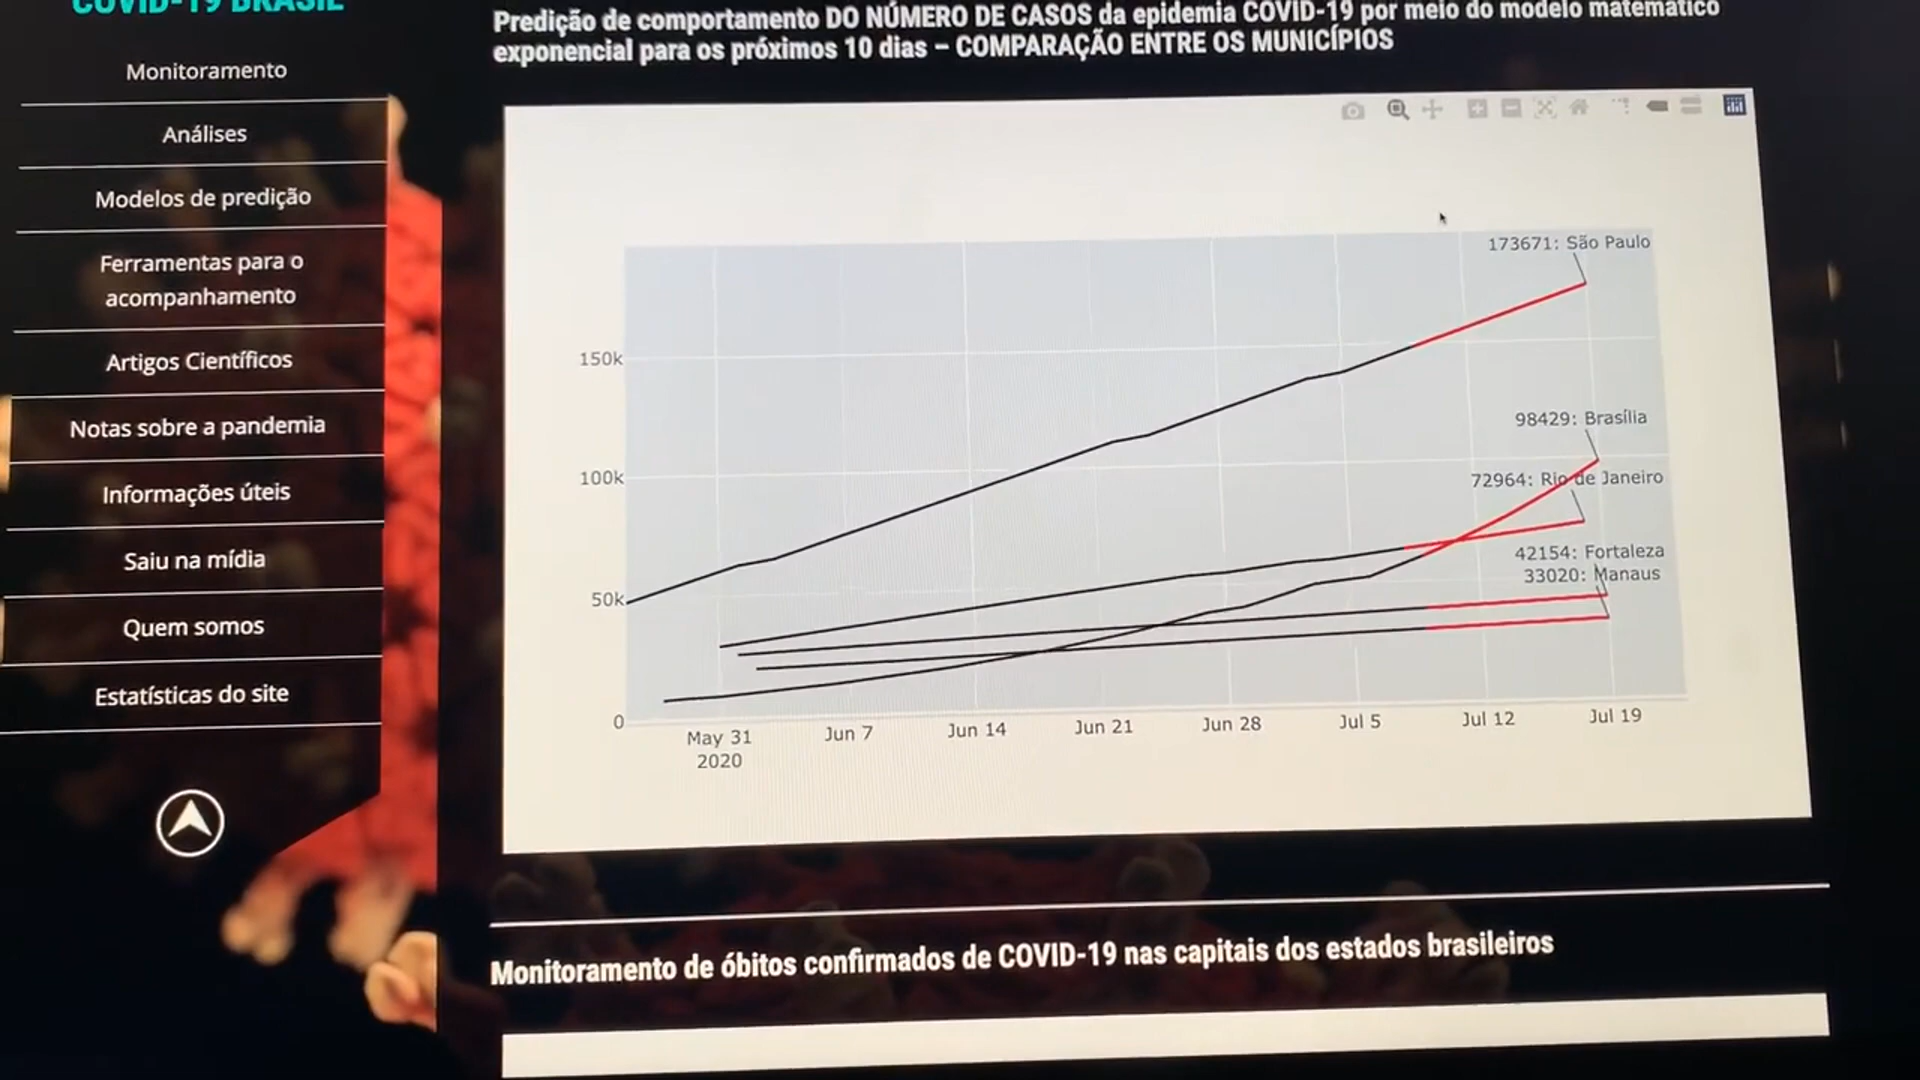 COVID-19 BRASIL
Monitoramento
Análises
Modelos de predição
Ferramentas para o
acompanhamento
Artigos Científicos
Notas sobre a pandemia
Informações úteis
Saiu na mídia
Quem somos
Estatísticas do site
Predição de comportamento DO NÚMERO DE CASOS da epidemia COVID-19 por meio do modelo matemático
exponencial para os próximos 10 dias – COMPARAÇÃO ENTRE OS MUNICÍPIOS
173671: São Paulo
150k
98429: Brasília
100k
72964: Rio de Janeiro
42154: Fortaleza
33020: Manaus
50k
0
May 31
2020
Jun 7
Jun 14
Jun 21
Jun 28
Jul 5
Jul 12
Jul 19
Monitoramento de óbitos confirmados de COVID-19 nas capitais dos estados brasileiros